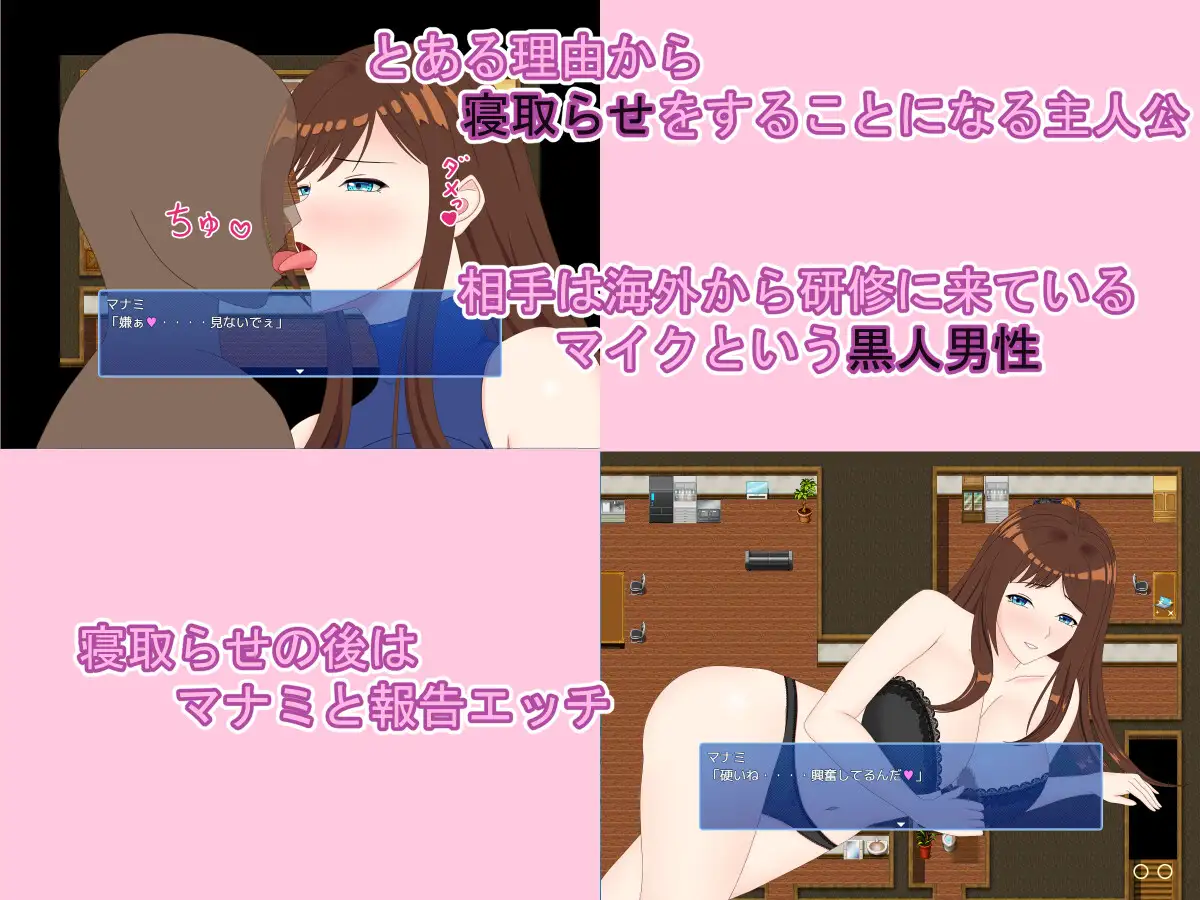 とある理由から
寝取らせをすることになる主人公
ダメっ♥
ちゅ♡
マナミ
「嫌ぁ♥・・・・見ないでぇ」
相手は海外から研修に来ている
マイクという黒人男性
寝取らせの後は
マナミと報告エッチ
マナミ
「硬いね・・・・興奮してるんだ♥」